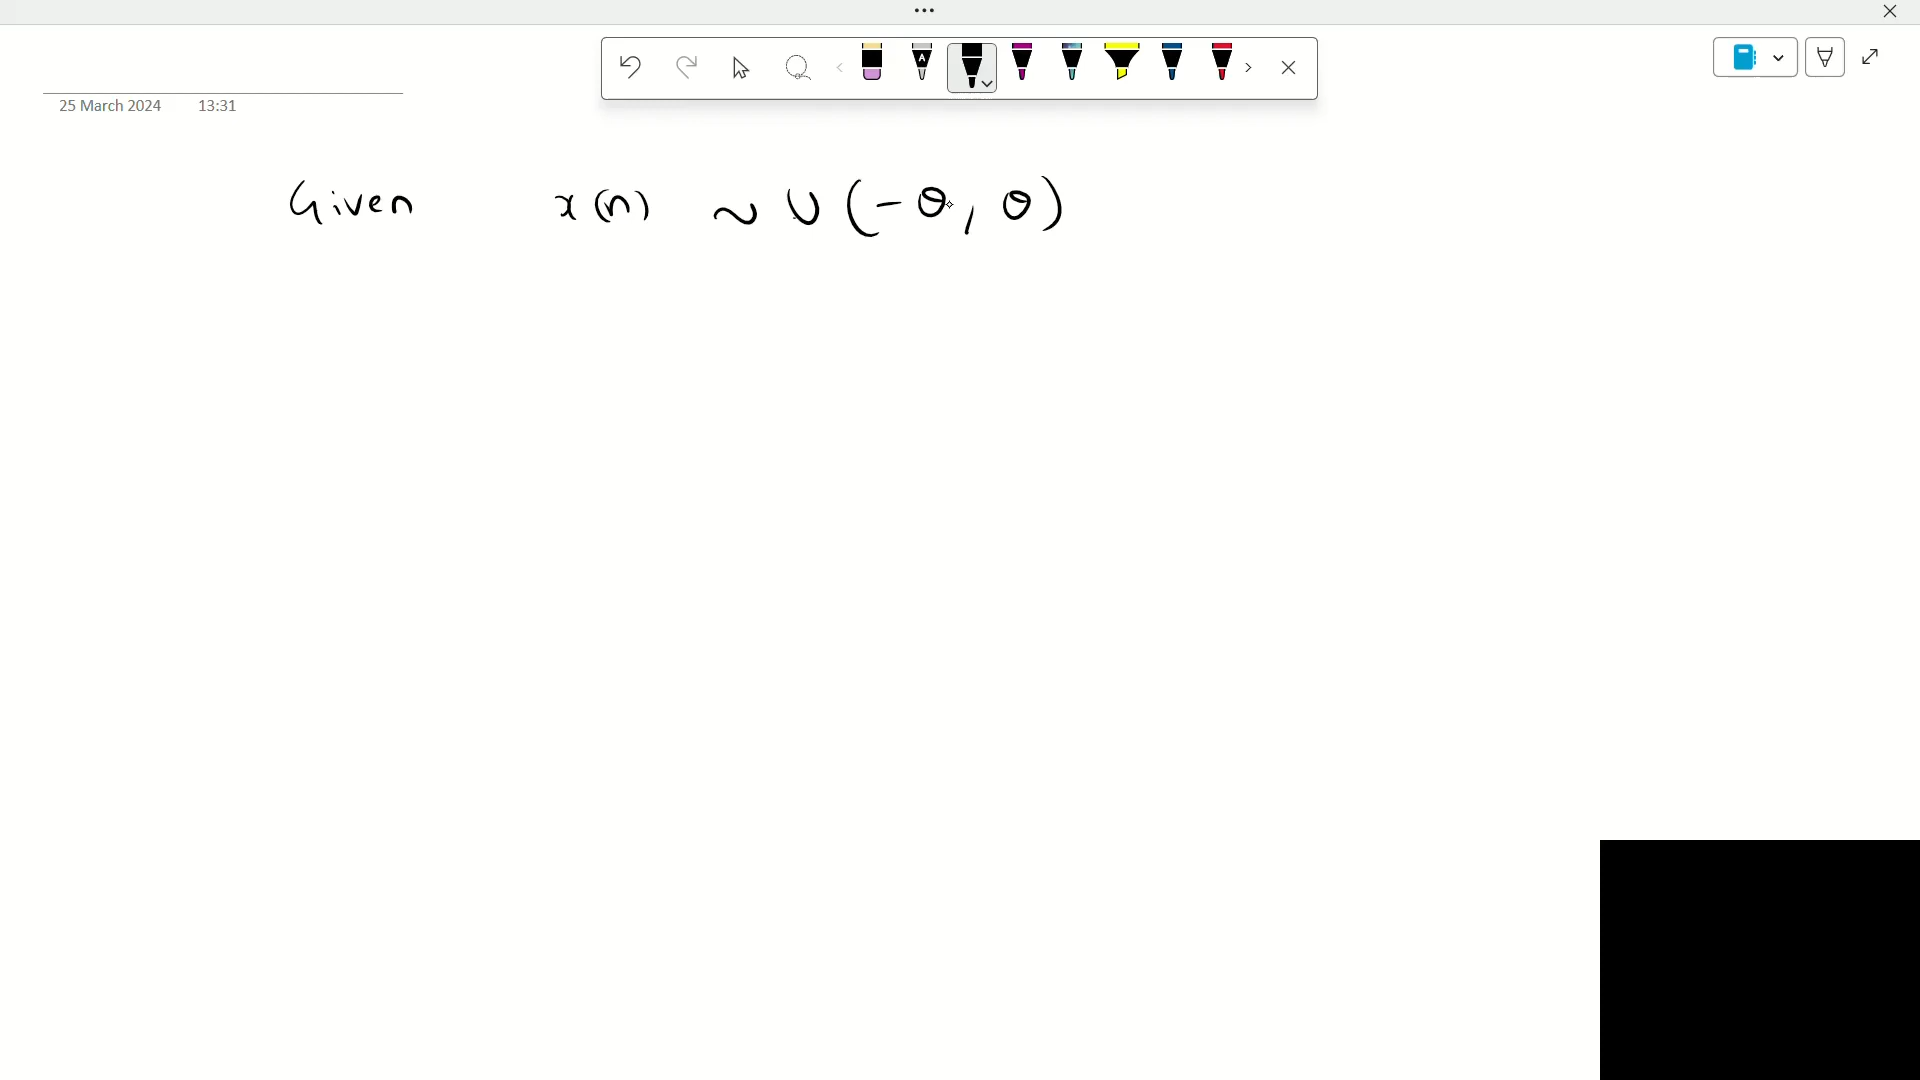 25 March 2024 13:31
Given x(n) ~ U(-θ, θ)